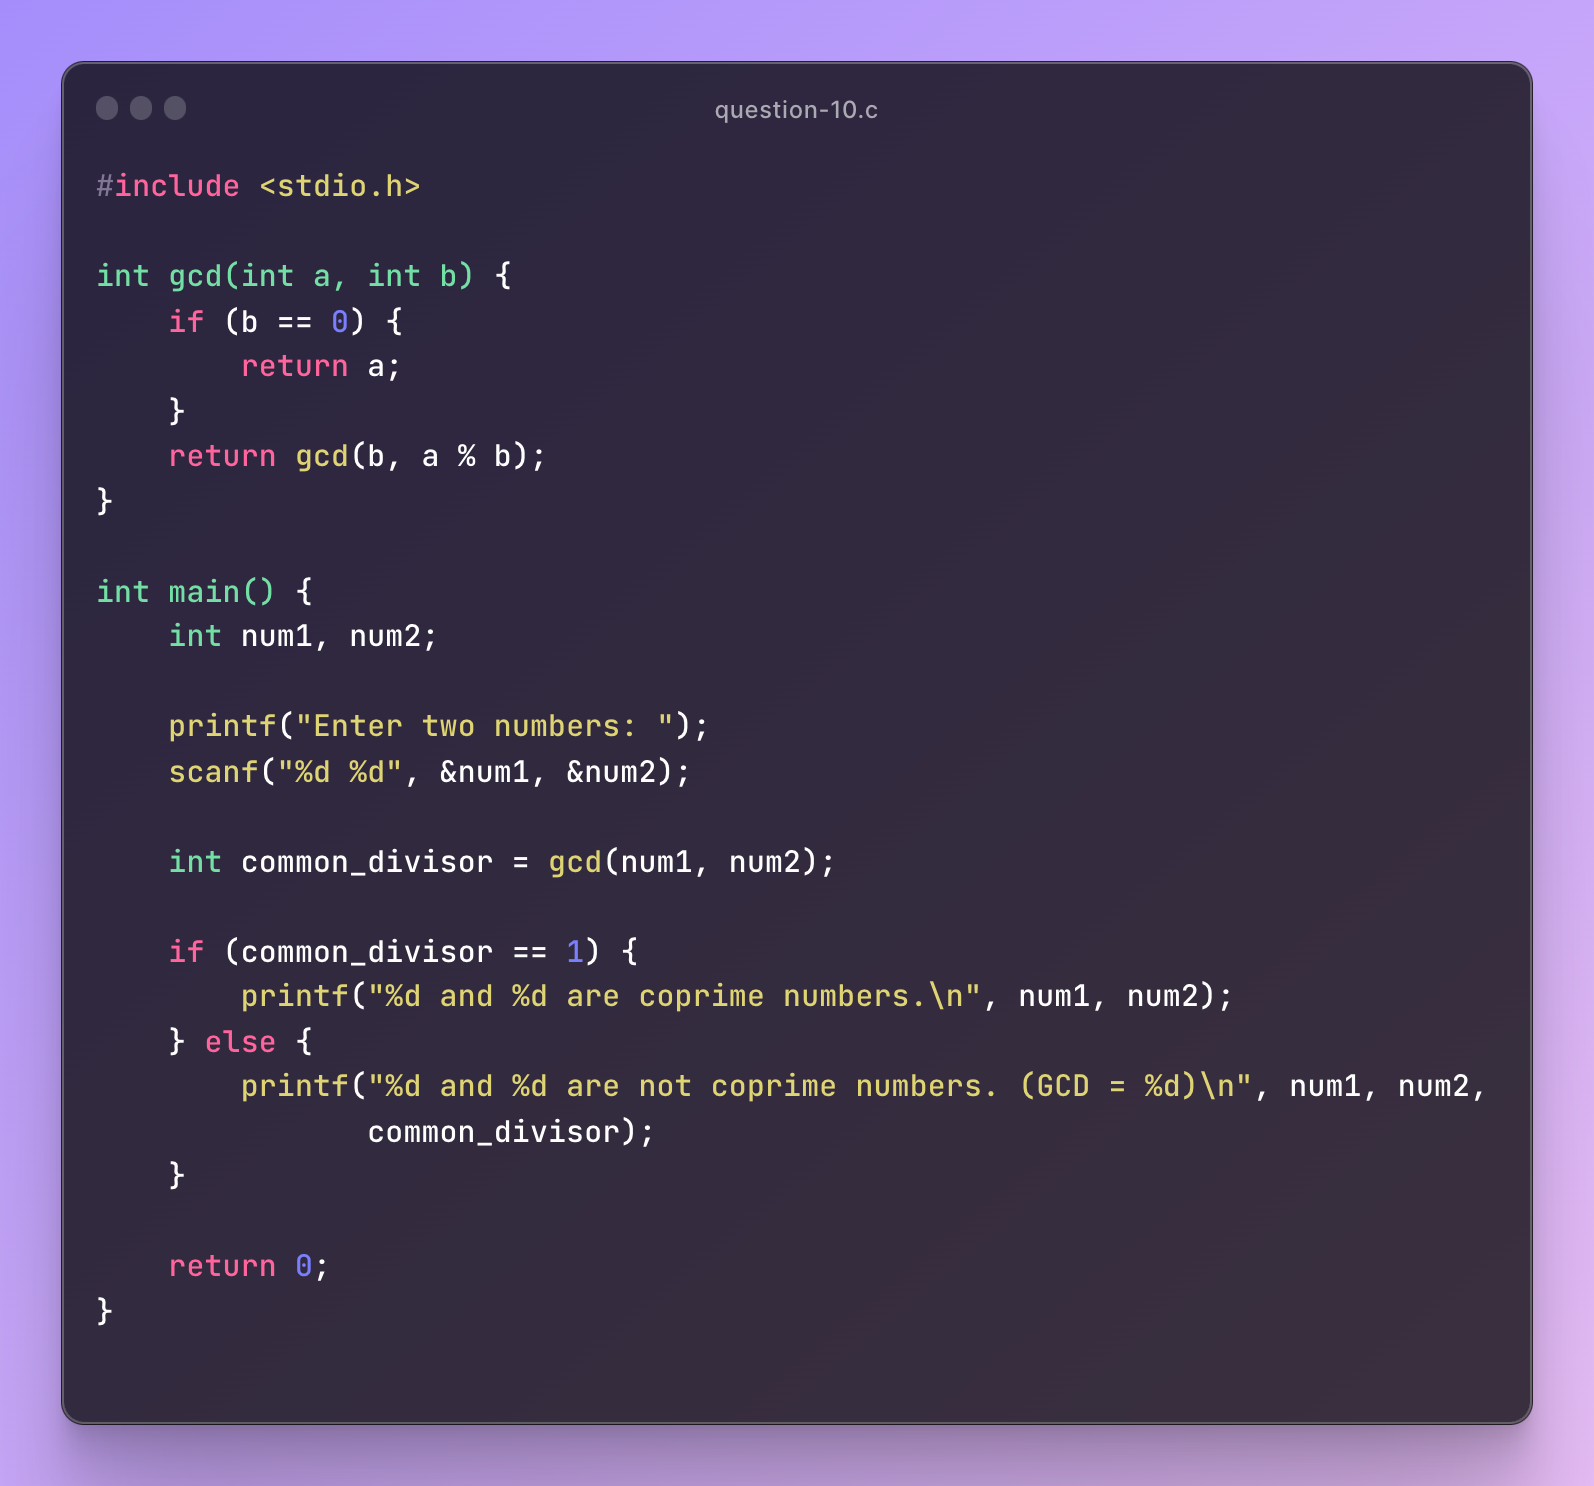 question-10.c
#include <stdio.h>
int gcd(int a, int b) {
    if (b == 0) {
        return a;
    }
    return gcd(b, a % b);
}
int main() {
    int num1, num2;
    printf("Enter two numbers: ");
    scanf("%d %d", &num1, &num2);
    int common_divisor = gcd(num1, num2);
    if (common_divisor == 1) {
        printf("%d and %d are coprime numbers.\n", num1, num2);
    } else {
        printf("%d and %d are not coprime numbers. (GCD = %d)\n", num1, num2,
               common_divisor);
    }
    return 0;
}